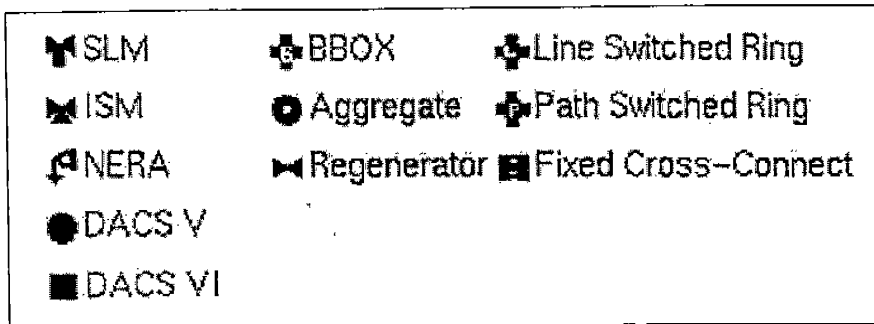 SLM BBOX Line Switched Ring
ISM Aggregate Path Switched Ring
NERA Regenerator Fixed Cross-Connect
DACS V
DACS VI